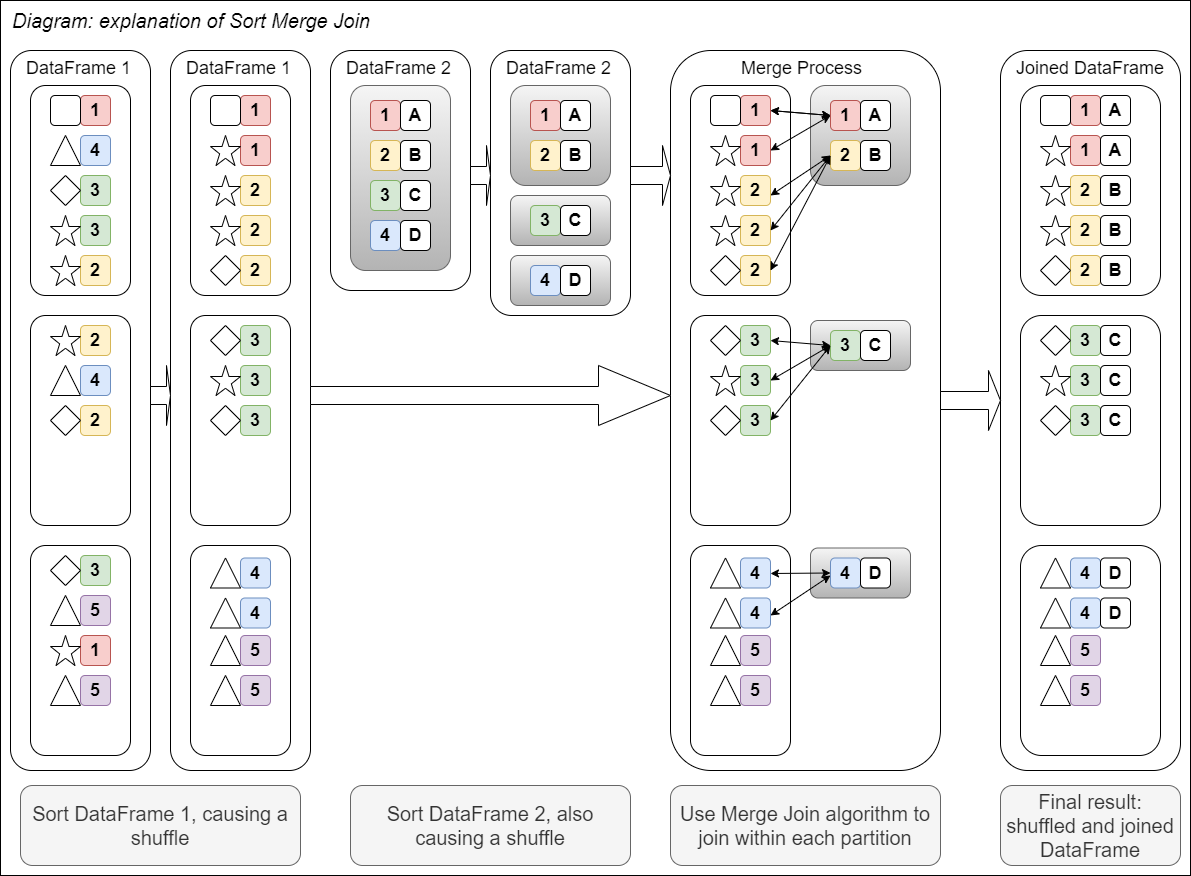 Diagram: explanation of Sort Merge Join
DataFrame 1
1
4
3
3
2
2
4
2
3
5
1
5
DataFrame 1
1
1
2
2
2
3
3
3
4
4
5
5
DataFrame 2
1 A
2 B
3 C
4 D
DataFrame 2
1 A
2 B
3 C
4 D
Merge Process
1 1 A
1
2 2 B
2
2
3 3 C
3
3
4 4 D
4
5
5
Joined DataFrame
1 A
1 A
2 B
2 B
2 B
3 C
3 C
3 C
4 D
4 D
5
5
Sort DataFrame 1, causing a
shuffle
Sort DataFrame 2, also
causing a shuffle
Use Merge Join algorithm to
join within each partition
Final result:
shuffled and joined
DataFrame